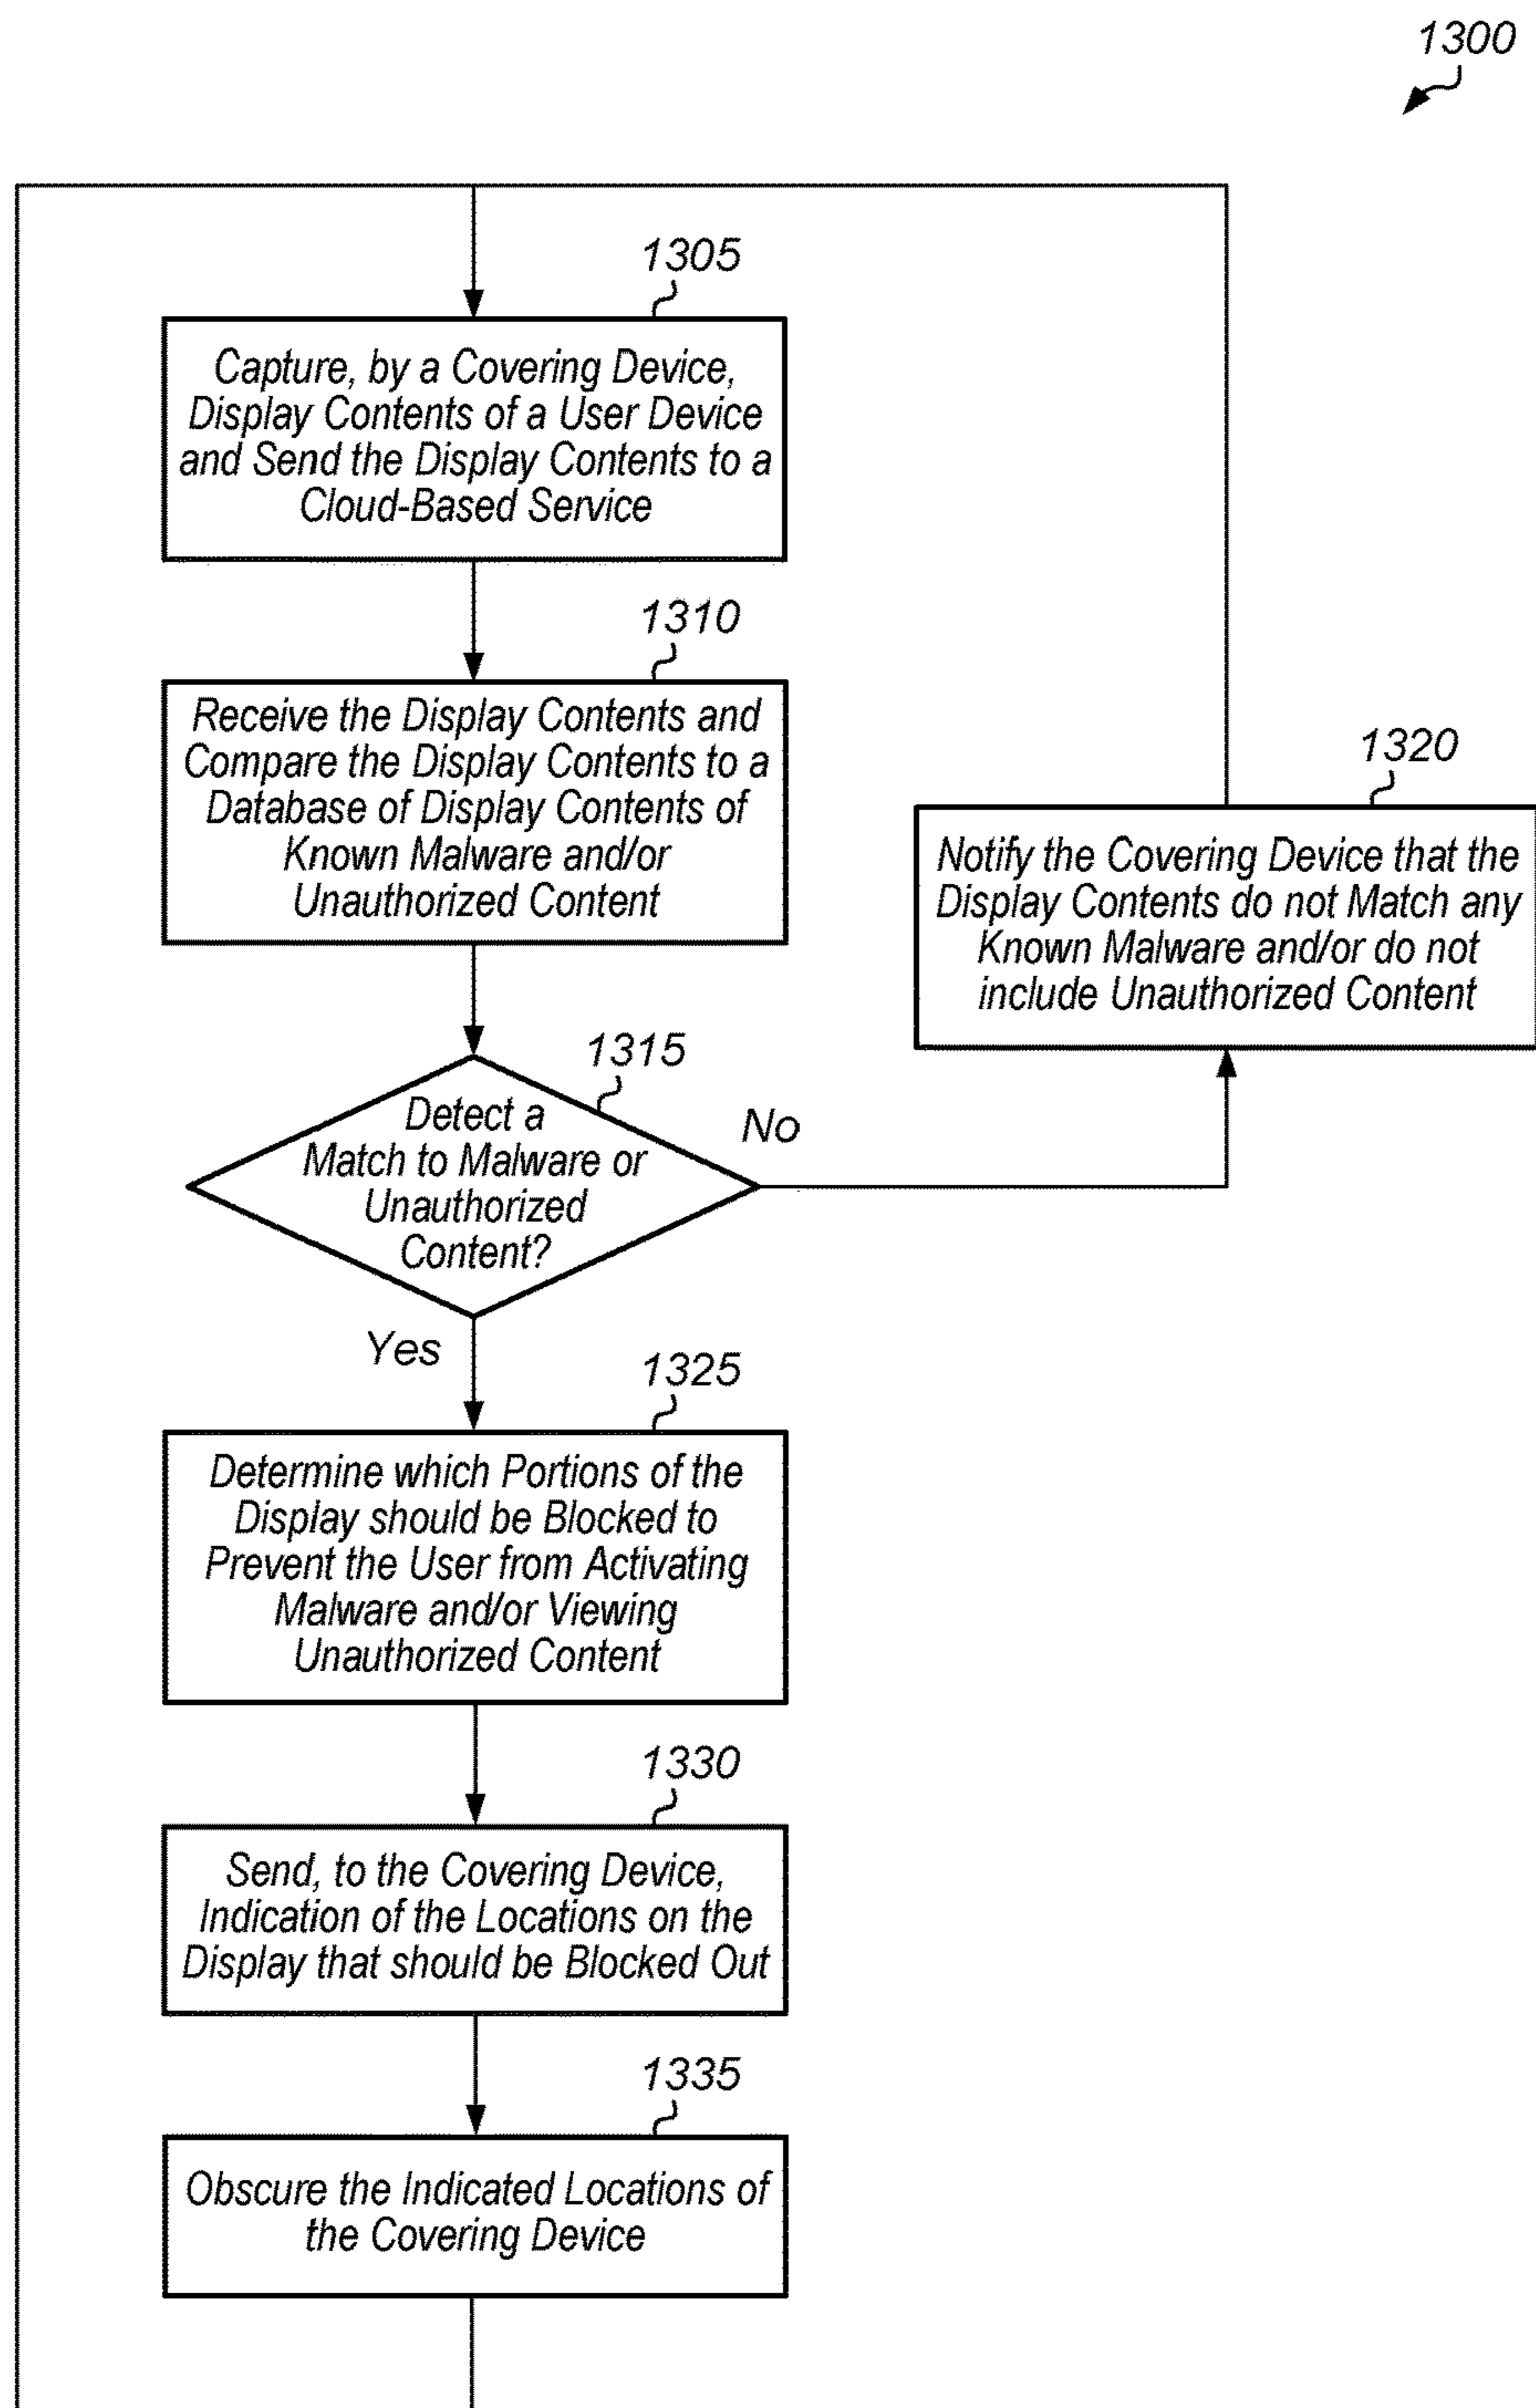 1300
1305
Capture, by a Covering Device,
Display Contents of a User Device
and Send the Display Contents to a
Cloud-Based Service
1310
Receive the Display Contents and
Compare the Display Contents to a
Database of Display Contents of
Known Malware and/or
Unauthorized Content
1320
Notify the Covering Device that the
Display Contents do not Match any
Known Malware and/or do not
include Unauthorized Content
1315
Detect a
Match to Malware or
Unauthorized
Content?
No
Yes
1325
Determine which Portions of the
Display should be Blocked to
Prevent the User from Activating
Malware and/or Viewing
Unauthorized Content
1330
Send, to the Covering Device,
Indication of the Locations on the
Display that should be Blocked Out
1335
Obscure the Indicated Locations of
the Covering Device